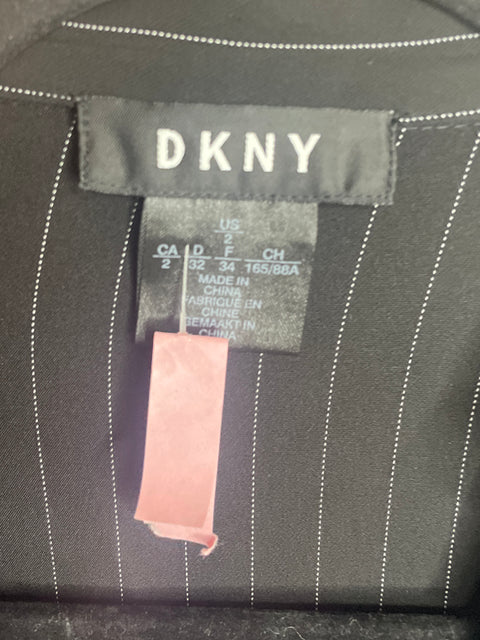 DKNY
US
2
CA D F CH
2 32 34 165/88A
MADE IN
CHINA
FABRIQUE EN
CHINE
GEMAAKT IN
CHINA